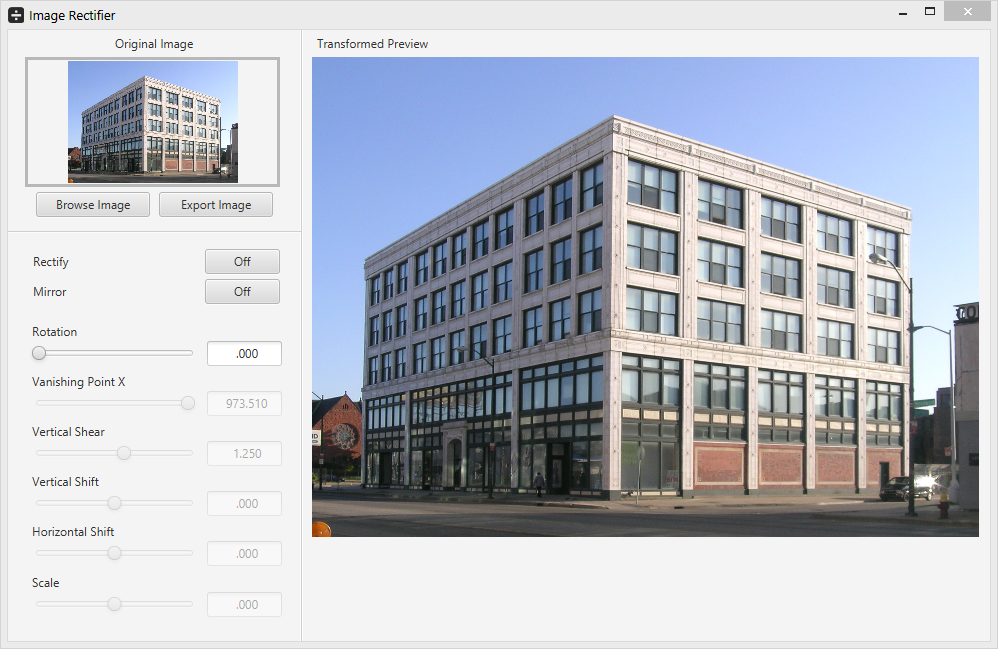 Image Rectifier
Original Image
Transformed Preview
Browse Image
Export Image
Rectify
Off
Mirror
Off
Rotation
.000
Vanishing Point X
973.510
Vertical Shear
1.250
Vertical Shift
.000
Horizontal Shift
.000
Scale
.000